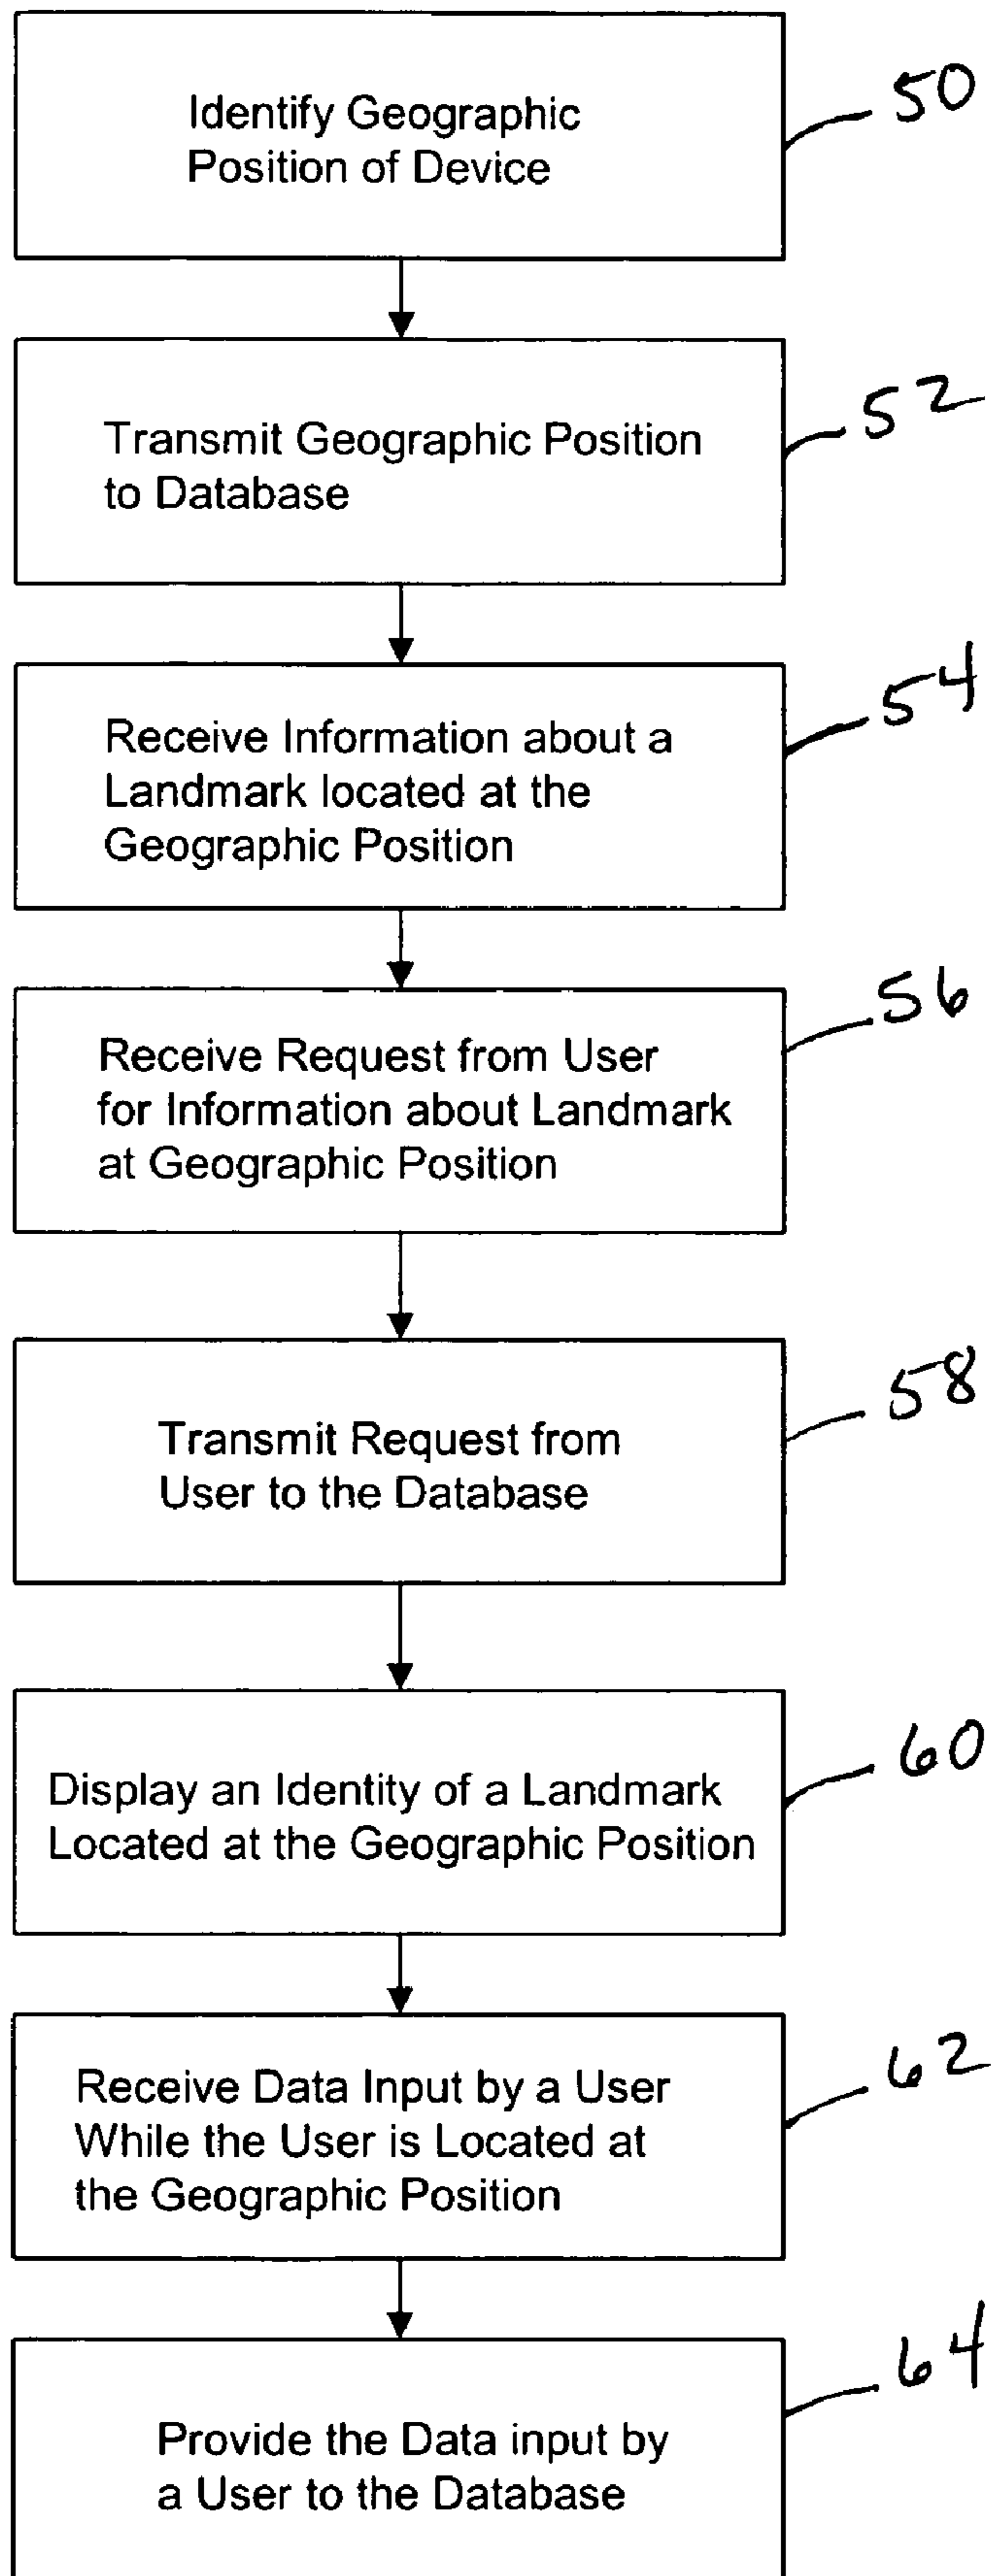 Identify Geographic
Position of Device
50
Transmit Geographic Position
to Database
52
Receive Information about a
Landmark located at the
Geographic Position
54
Receive Request from User
for Information about Landmark
at Geographic Position
56
Transmit Request from
User to the Database
58
Display an Identity of a Landmark
Located at the Geographic Position
60
Receive Data Input by a User
While the User is Located at
the Geographic Position
62
Provide the Data input by
a User to the Database
64